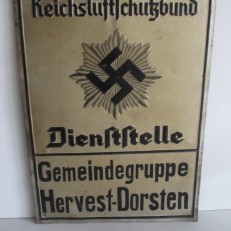 Reichsluftschutzbund
Dienststelle
Gemeindegruppe
Hervest-Dorsten